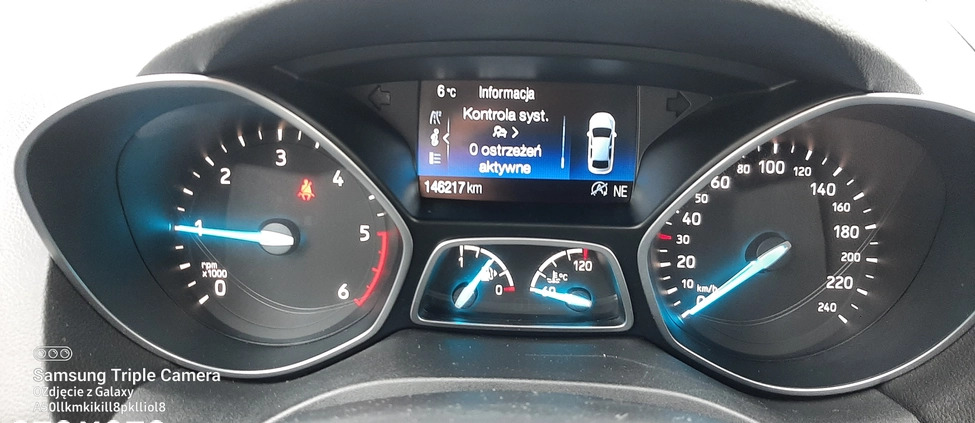 6 °C Informacja
Kontrola syst.
0 ostrzeżeń
aktywne
146217 km NE
0 1 2 3 4 5 6
rpm
x1000
1 0
60 120
°C
0 10 20 30 40 50 60 80 100 120 140 160 180 200 220 240
km/h
Samsung Triple Camera
Zdjęcie z Galaxy